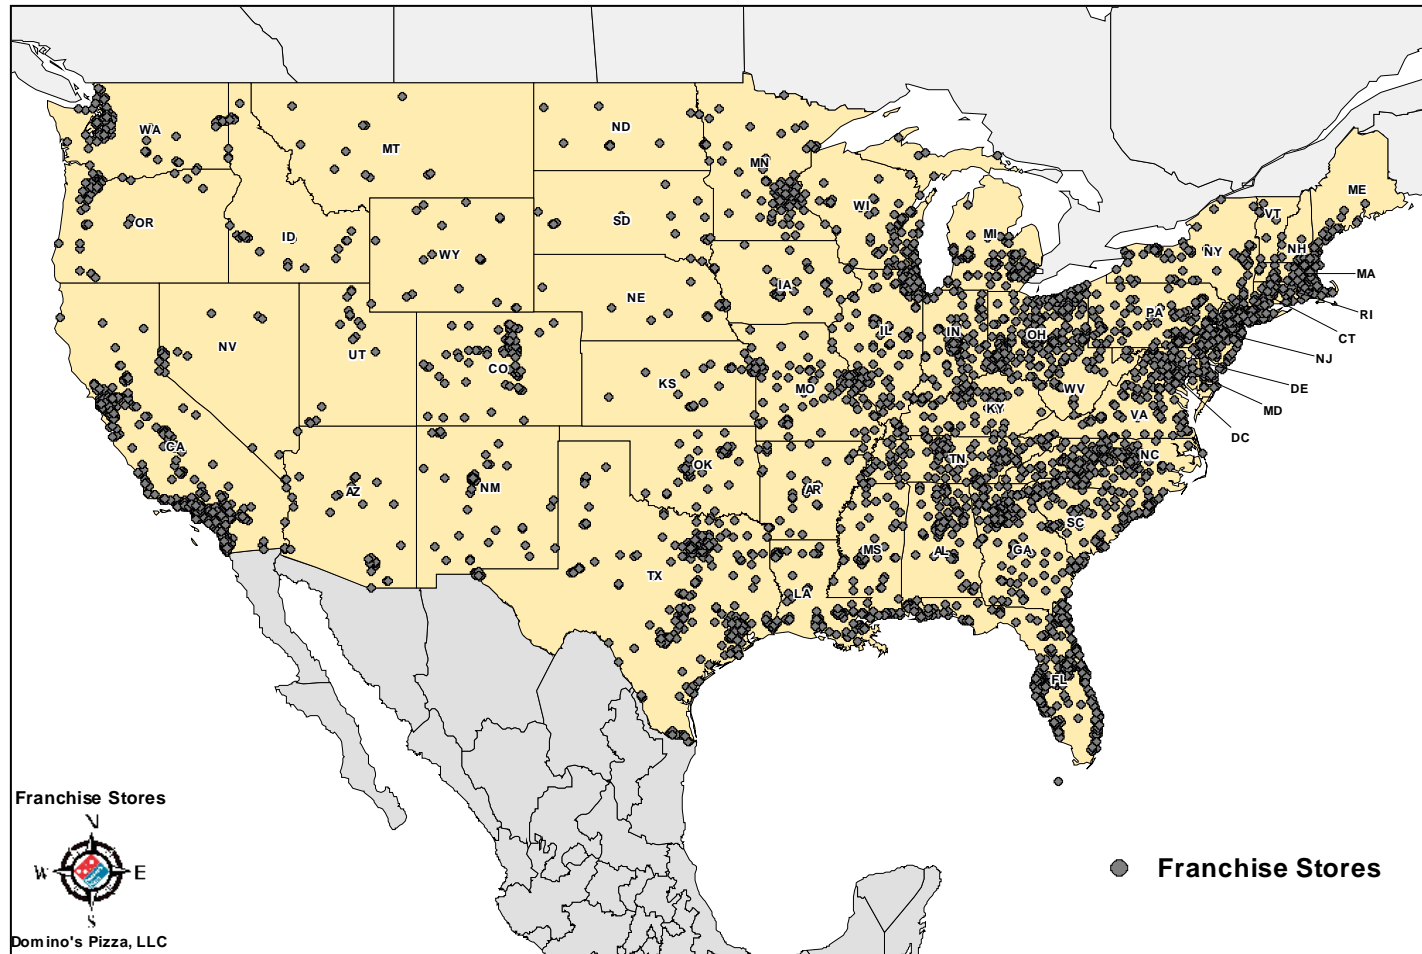 WA
MT
ND
MN
ME
OR
ID
WY
SD
WI
MI
VT
NH
NY
MA
NE
IA
RI
NV
UT
CO
KS
MO
IL
IN
OH
PA
CT
NJ
WV
DE
KY
VA
MD
DC
CA
AZ
NM
OK
AR
TN
NC
SC
TX
LA
MS
AL
GA
FL
Franchise Stores
N
W E
S
Domino's Pizza, LLC
Franchise Stores